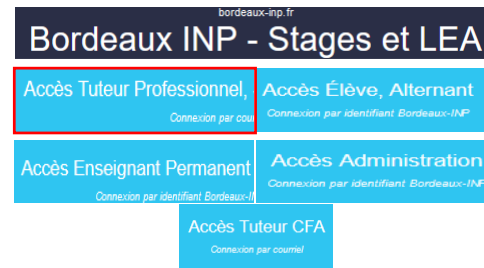 bordeaux-inp.fr
Bordeaux INP - Stages et LEA
Accès Tuteur Professionnel,
Connexion par cour
Accès Élève, Alternant
Connexion par identifiant Bordeaux-INP
Accès Enseignant Permanent
Connexion par identifiant Bordeaux-I
Accès Administration
Connexion par identifiant Bordeaux-INP
Accès Tuteur CFA
Connexion par courriel